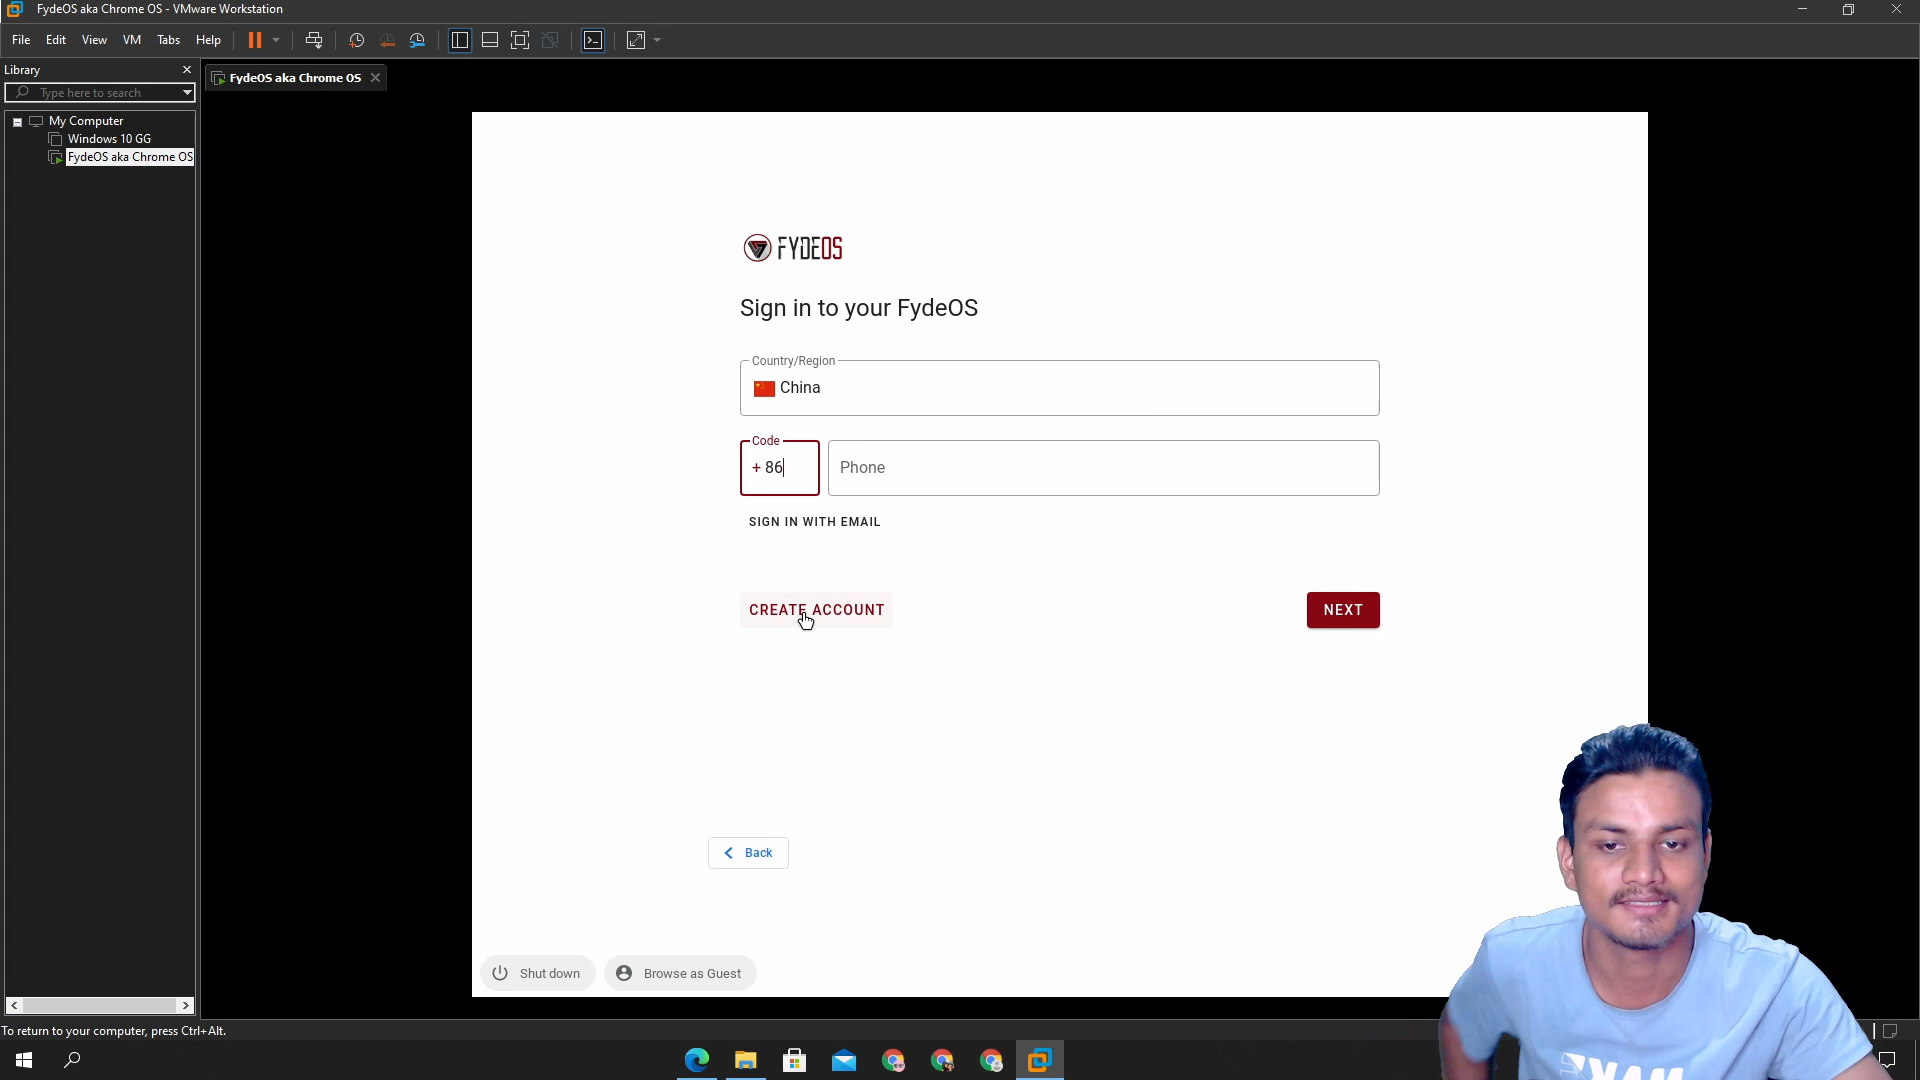 FydeOS aka Chrome OS - VMware Workstation
File Edit View VM Tabs Help
Library
FydeOS aka Chrome OS
Type here to search
My Computer
Windows 10 GG
FydeOS aka Chrome OS
FYDEOS
Sign in to your FydeOS
Country/Region
China
Code
+ 86
Phone
SIGN IN WITH EMAIL
CREATE ACCOUNT
NEXT
Back
Shut down
Browse as Guest
To return to your computer, press Ctrl+Alt.